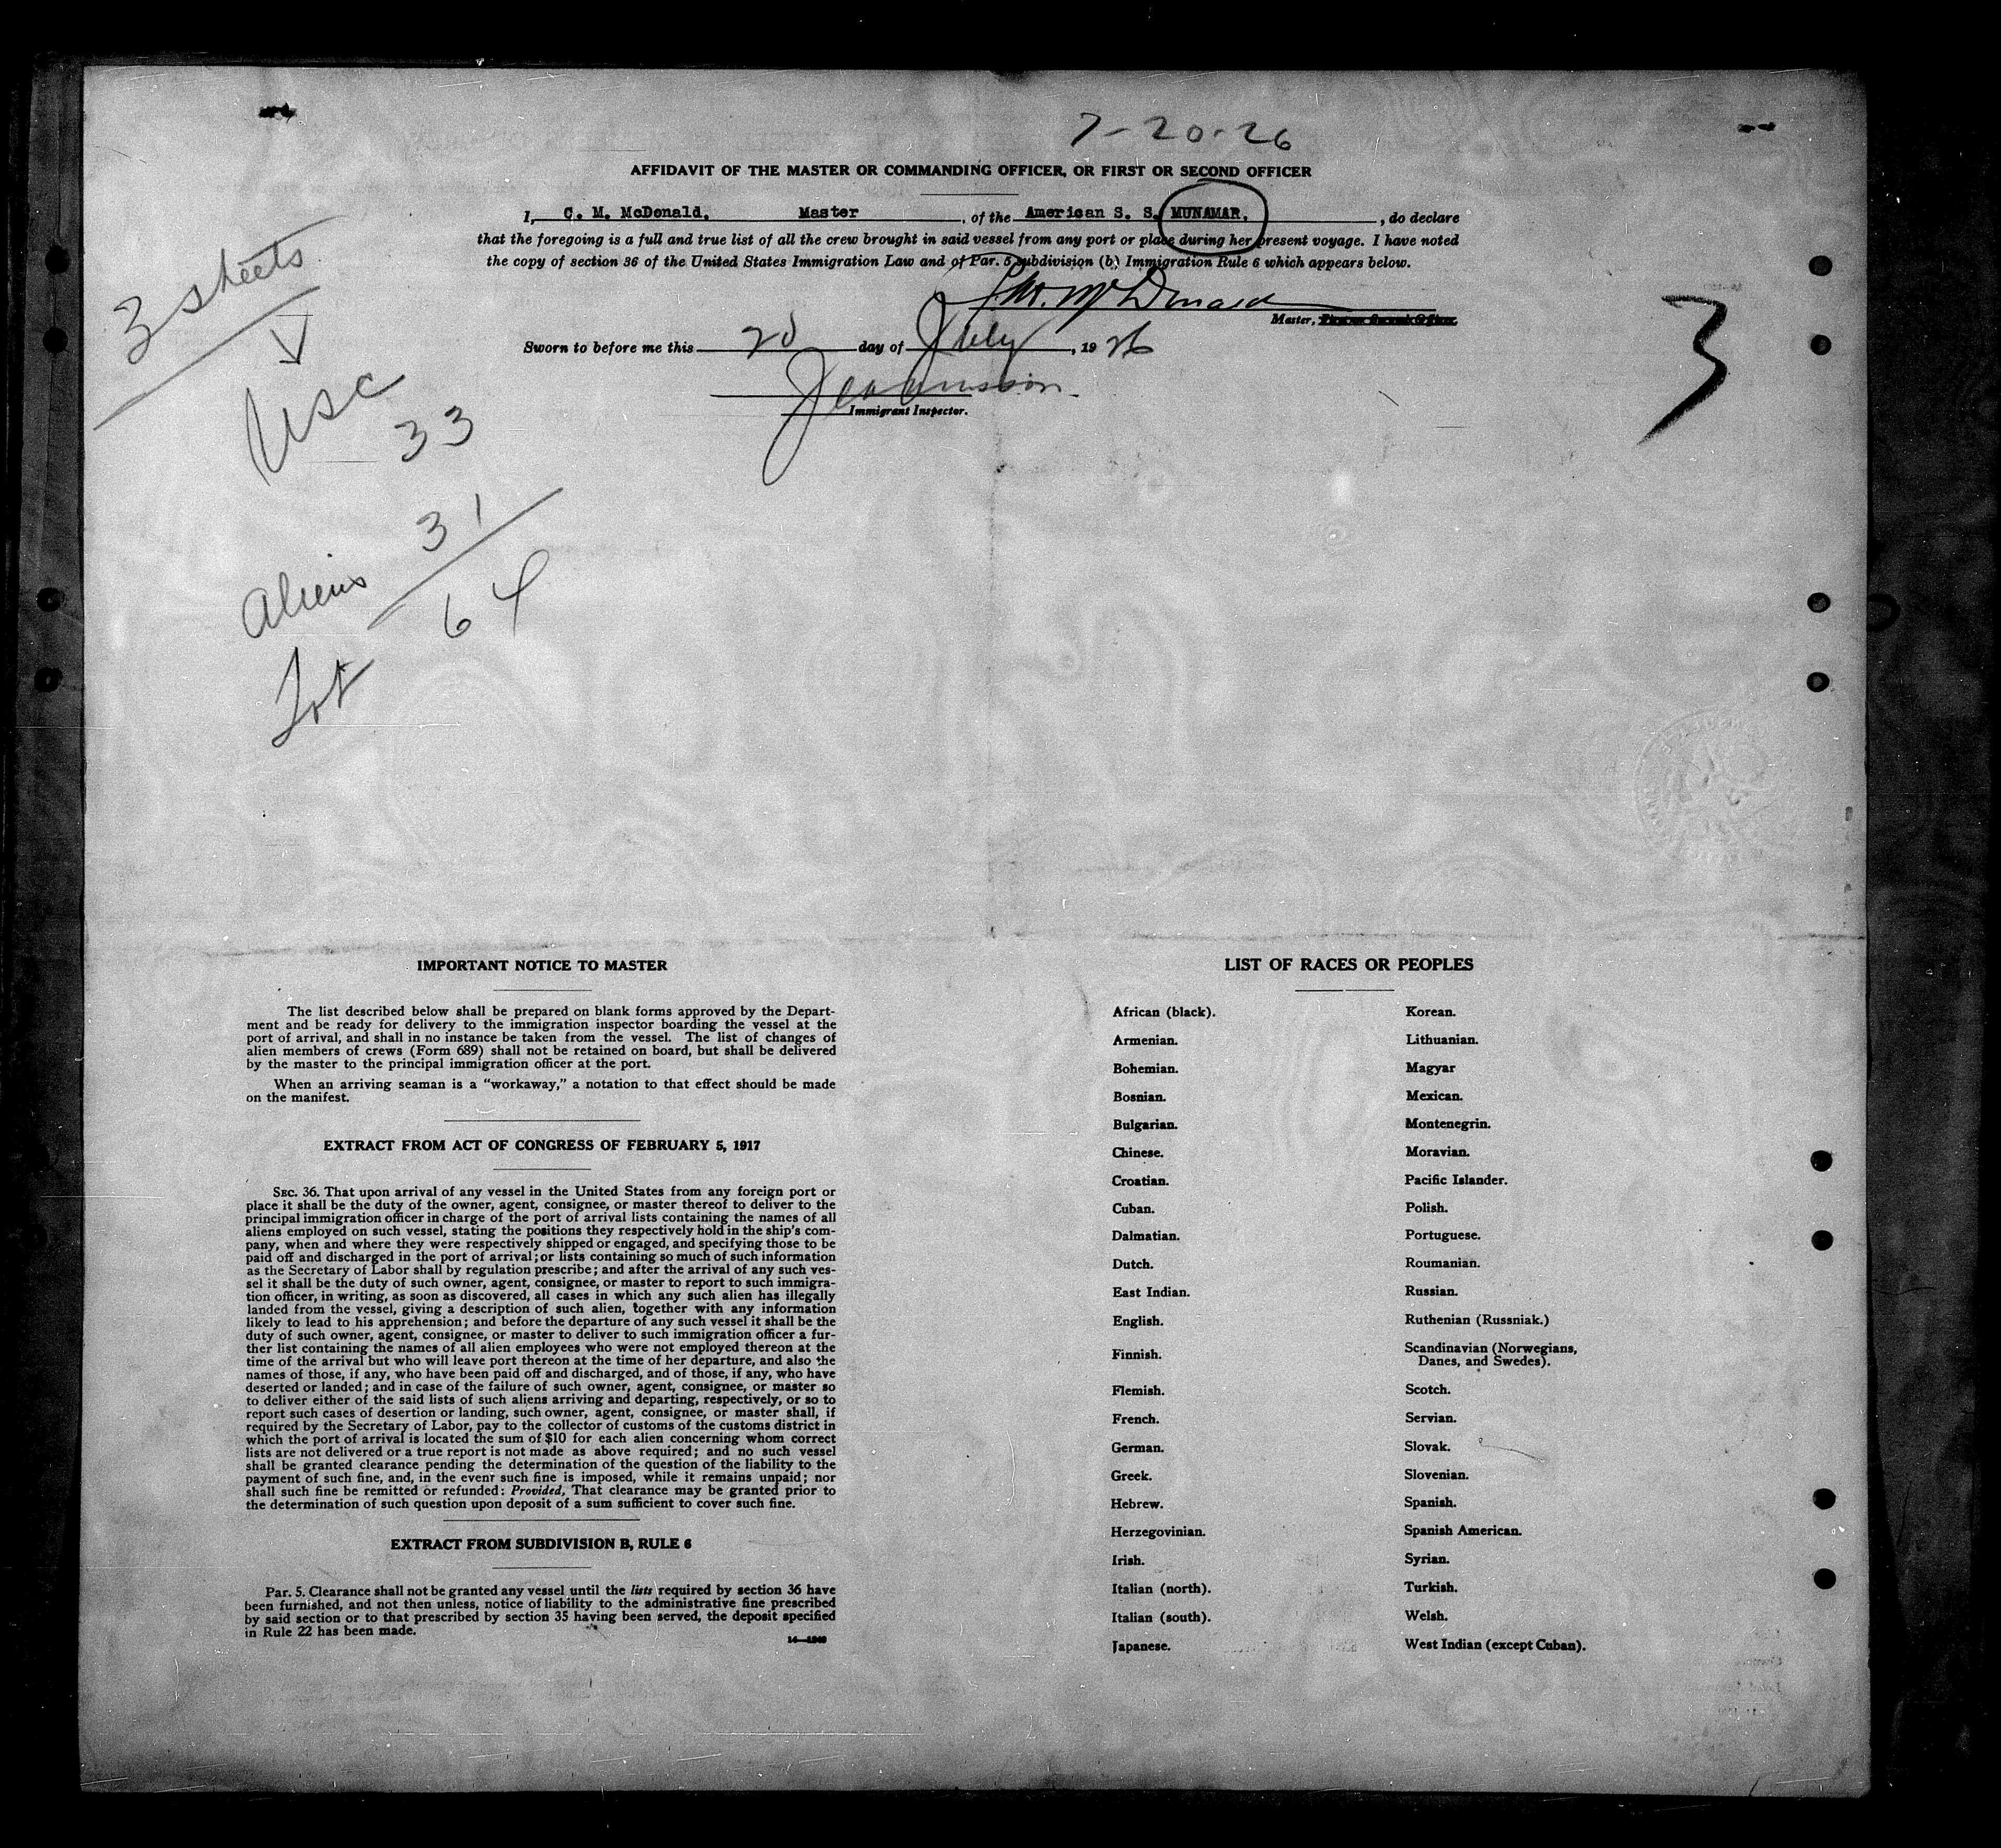 7-20-26
AFFIDAVIT OF THE MASTER OR COMMANDING OFFICER, OR FIRST OR SECOND OFFICER
I, C. M. McDonald, Master, of the American S. S. MUNAMAR, do declare
that the foregoing is a full and true list of all the crew brought in said vessel from any port or place during her present voyage. I have noted
the copy of section 36 of the United States Immigration Law and of Par. 5 subdivision (b) Immigration Rule 6 which appears below.
McDonald
Master,
Sworn to before me this 20 day of July, 1926
Immigrant Inspector.
3 sheets
USC
33
Aliens 31
Tot 64
3
IMPORTANT NOTICE TO MASTER
The list described below shall be prepared on blank forms approved by the Depart-
ment and be ready for delivery to the immigration inspector boarding the vessel at the
port of arrival, and shall in no instance be taken from the vessel. The list of changes of
alien members of crews (Form 689) shall not be retained on board, but shall be delivered
by the master to the principal immigration officer at the port.
When an arriving seaman is a “workaway,” a notation to that effect should be made
on the manifest.
EXTRACT FROM ACT OF CONGRESS OF FEBRUARY 5, 1917
SEC. 36. That upon arrival of any vessel in the United States from any foreign port or
place it shall be the duty of the owner, agent, consignee, or master thereof to deliver to the
principal immigration officer in charge of the port of arrival lists containing the names of all
aliens employed on such vessel, stating the positions they respectively hold in the ship's com-
pany, when and where they were respectively shipped or engaged, and specifying those to be
paid off and discharged in the port of arrival; or lists containing so much of such information
as the Secretary of Labor shall by regulation prescribe; and after the arrival of any such ves-
sel it shall be the duty of such owner, agent, consignee, or master to report to such immigra-
tion officer, in writing, as soon as discovered, all cases in which any such alien has illegally
landed from the vessel, giving a description of such alien, together with any information
likely to lead to his apprehension; and before the departure of any such vessel it shall be the
duty of such owner, agent, consignee, or master to deliver to such immigration officer a fur-
ther list containing the names of all alien employees who were not employed thereon at the
time of the arrival but who will leave port thereon at the time of her departure, and also the
names of those, if any, who have been paid off and discharged, and of those, if any, who have
deserted or landed; and in case of the failure of such owner, agent, consignee, or master so
to deliver either of the said lists of such aliens arriving and departing, respectively, or so to
report such cases of desertion or landing, such owner, agent, consignee, or master shall, if
required by the Secretary of Labor, pay to the collector of customs of the customs district in
which the port of arrival is located the sum of $10 for each alien concerning whom correct
lists are not delivered or a true report is not made as above required; and no such vessel
shall be granted clearance pending the determination of the question of the liability to the
payment of such fine, and, in the event such fine is imposed, while it remains unpaid; nor
shall such fine be remitted or refunded: Provided, That clearance may be granted prior to
the determination of such question upon deposit of a sum sufficient to cover such fine.
EXTRACT FROM SUBDIVISION B, RULE 6
Par. 5. Clearance shall not be granted any vessel until the lists required by section 36 have
been furnished, and not then unless, notice of liability to the administrative fine prescribed
by said section or to that prescribed by section 35 having been served, the deposit specified
in Rule 22 has been made.
LIST OF RACES OR PEOPLES
African (black).
Armenian.
Bohemian.
Bosnian.
Bulgarian.
Chinese.
Croatian.
Cuban.
Dalmatian.
Dutch.
East Indian.
English.
Finnish.
Flemish.
French.
German.
Greek.
Hebrew.
Herzegovinian.
Irish.
Italian (north).
Italian (south).
Japanese.
Korean.
Lithuanian.
Magyar
Mexican.
Montenegrin.
Moravian.
Pacific Islander.
Polish.
Portuguese.
Roumanian.
Russian.
Ruthenian (Russniak.)
Scandinavian (Norwegians,
Danes, and Swedes).
Scotch.
Servian.
Slovak.
Slovenian.
Spanish.
Spanish American.
Syrian.
Turkish.
Welsh.
West Indian (except Cuban).